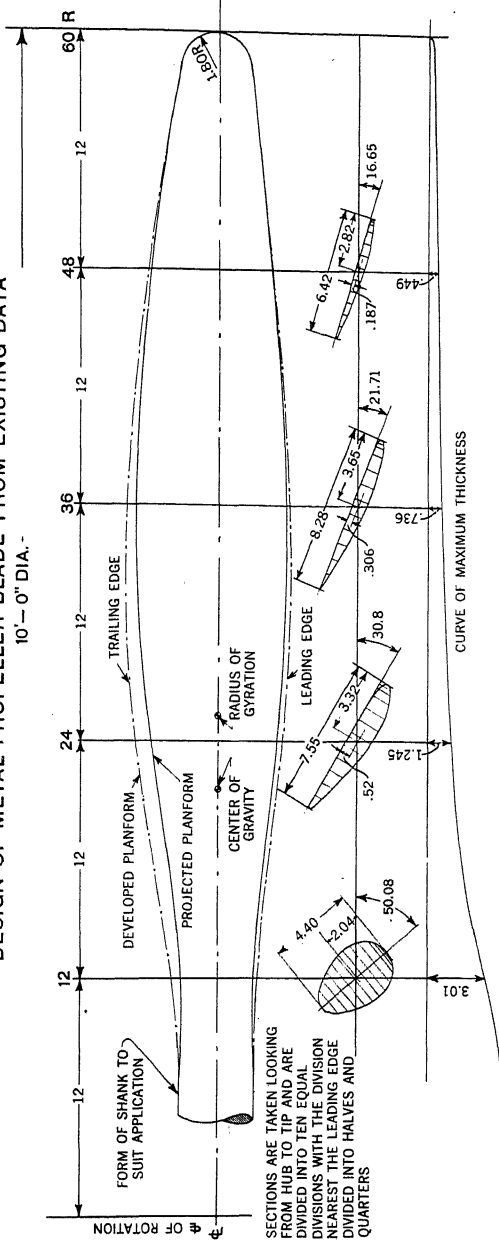 DESIGN OF METAL PROPELLER BLADE FROM EXISTING DATA
10'-0" DIA.-
12
12
12
12
12
12
24
36
48
60 R
1.80R
FORM OF SHANK TO
SUIT APPLICATION
DEVELOPED PLANFORM
PROJECTED PLANFORM
TRAILING EDGE
LEADING EDGE
CENTER OF
GRAVITY
RADIUS OF
GYRATION
℄ OF ROTATION
SECTIONS ARE TAKEN LOOKING
FROM HUB TO TIP AND ARE
DIVIDED INTO TEN EQUAL
DIVISIONS WITH THE DIVISION
NEAREST THE LEADING EDGE
DIVIDED INTO HALVES AND
QUARTERS
4.40
2.04
50.08
7.55
3.32
.52
30.8
8.28
3.65
.306
21.71
6.42
2.82
.187
16.65
3.01
1.245
.736
.449
CURVE OF MAXIMUM THICKNESS